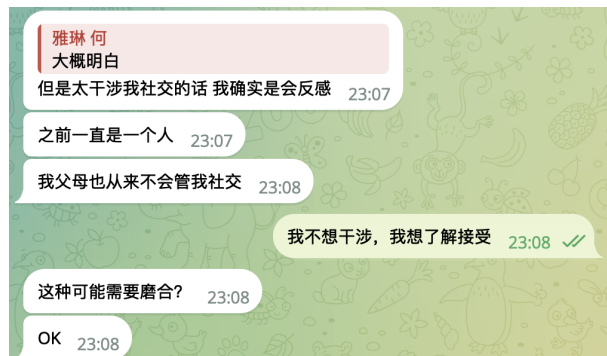 雅琳 何
大概明白
但是太干涉我社交的话 我确实是会反感 23:07
之前一直是一个人 23:07
我父母也从来不会管我社交 23:08
我不想干涉，我想了解接受 23:08
这种可能需要磨合？ 23:08
OK 23:08